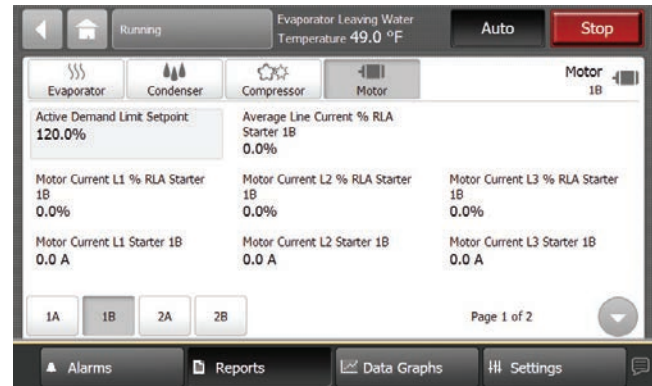 Running
Evaporator Leaving Water
Temperature 49.0 °F
Auto
Stop
Evaporator
Condenser
Compressor
Motor
Motor
1B
Active Demand Limit Setpoint
120.0%
Average Line Current % RLA
Starter 1B
0.0%
Motor Current L1 % RLA Starter
1B
0.0%
Motor Current L2 % RLA Starter
1B
0.0%
Motor Current L3 % RLA Starter
1B
0.0%
Motor Current L1 Starter 1B
0.0 A
Motor Current L2 Starter 1B
0.0 A
Motor Current L3 Starter 1B
0.0 A
1A
1B
2A
2B
Page 1 of 2
Alarms
Reports
Data Graphs
Settings